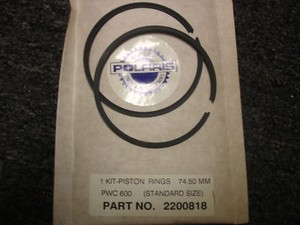 POLARIS
1 KIT-PISTON RINGS 74.50 MM
PWC 600 (STANDARD SIZE)
PART NO. 2200818